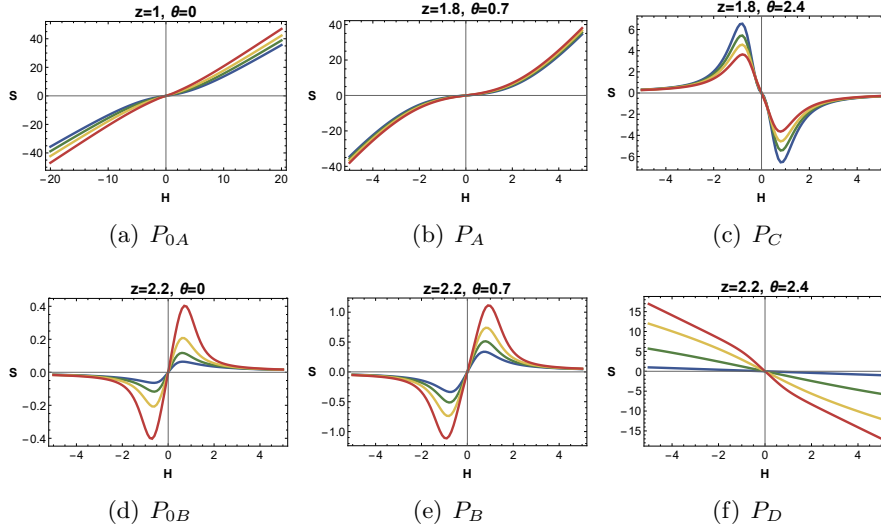 z=1, θ=0
S
40
20
0
-20
-40
-20 -10 0 10 20
H
(a) P0A
z=1.8, θ=0.7
S
40
20
0
20
40
-4 -2 0 2 4
H
(b) PA
z=1.8, θ=2.4
S
6
4
2
0
-2
-4
6
-4 -2 0 2 4
H
(c) PC
z=2.2, θ=0
S
0.4
0.2
0.0
-0.2
-0.4
-4 -2 0 2 4
H
(d) P0B
z=2.2, θ=0.7
S
1.0
0.5
0.0
-0.5
-1.0
-4 -2 0 2 4
H
(e) PB
z=2.2, θ=2.4
S
15
10
5
0
-5
-10
-15
-4 -2 0 2 4
H
(f) PD